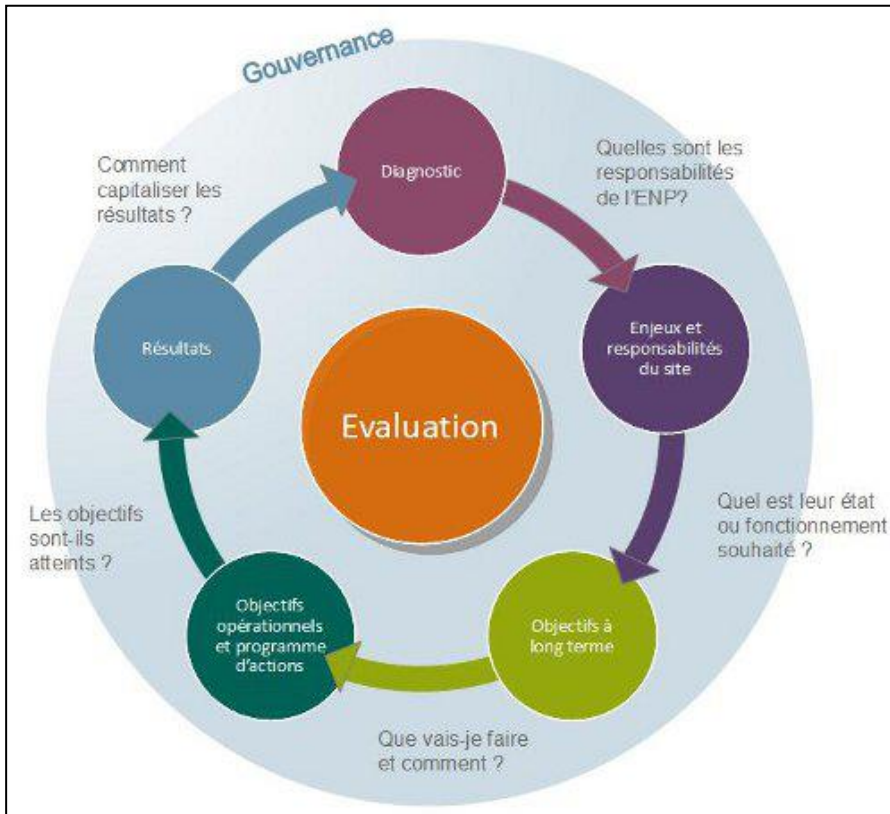 Gouvernance
Diagnostic
Quelles sont les
responsabilités
de l'ENP?
Enjeux et
responsabilités
du site
Quel est leur état
ou fonctionnement
souhaité ?
Objectifs à
long terme
Que vais-je faire
et comment ?
Objectifs
opérationnels
et programme
d'actions
Les objectifs
sont-ils
atteints ?
Résultats
Comment
capitaliser les
résultats ?
Evaluation